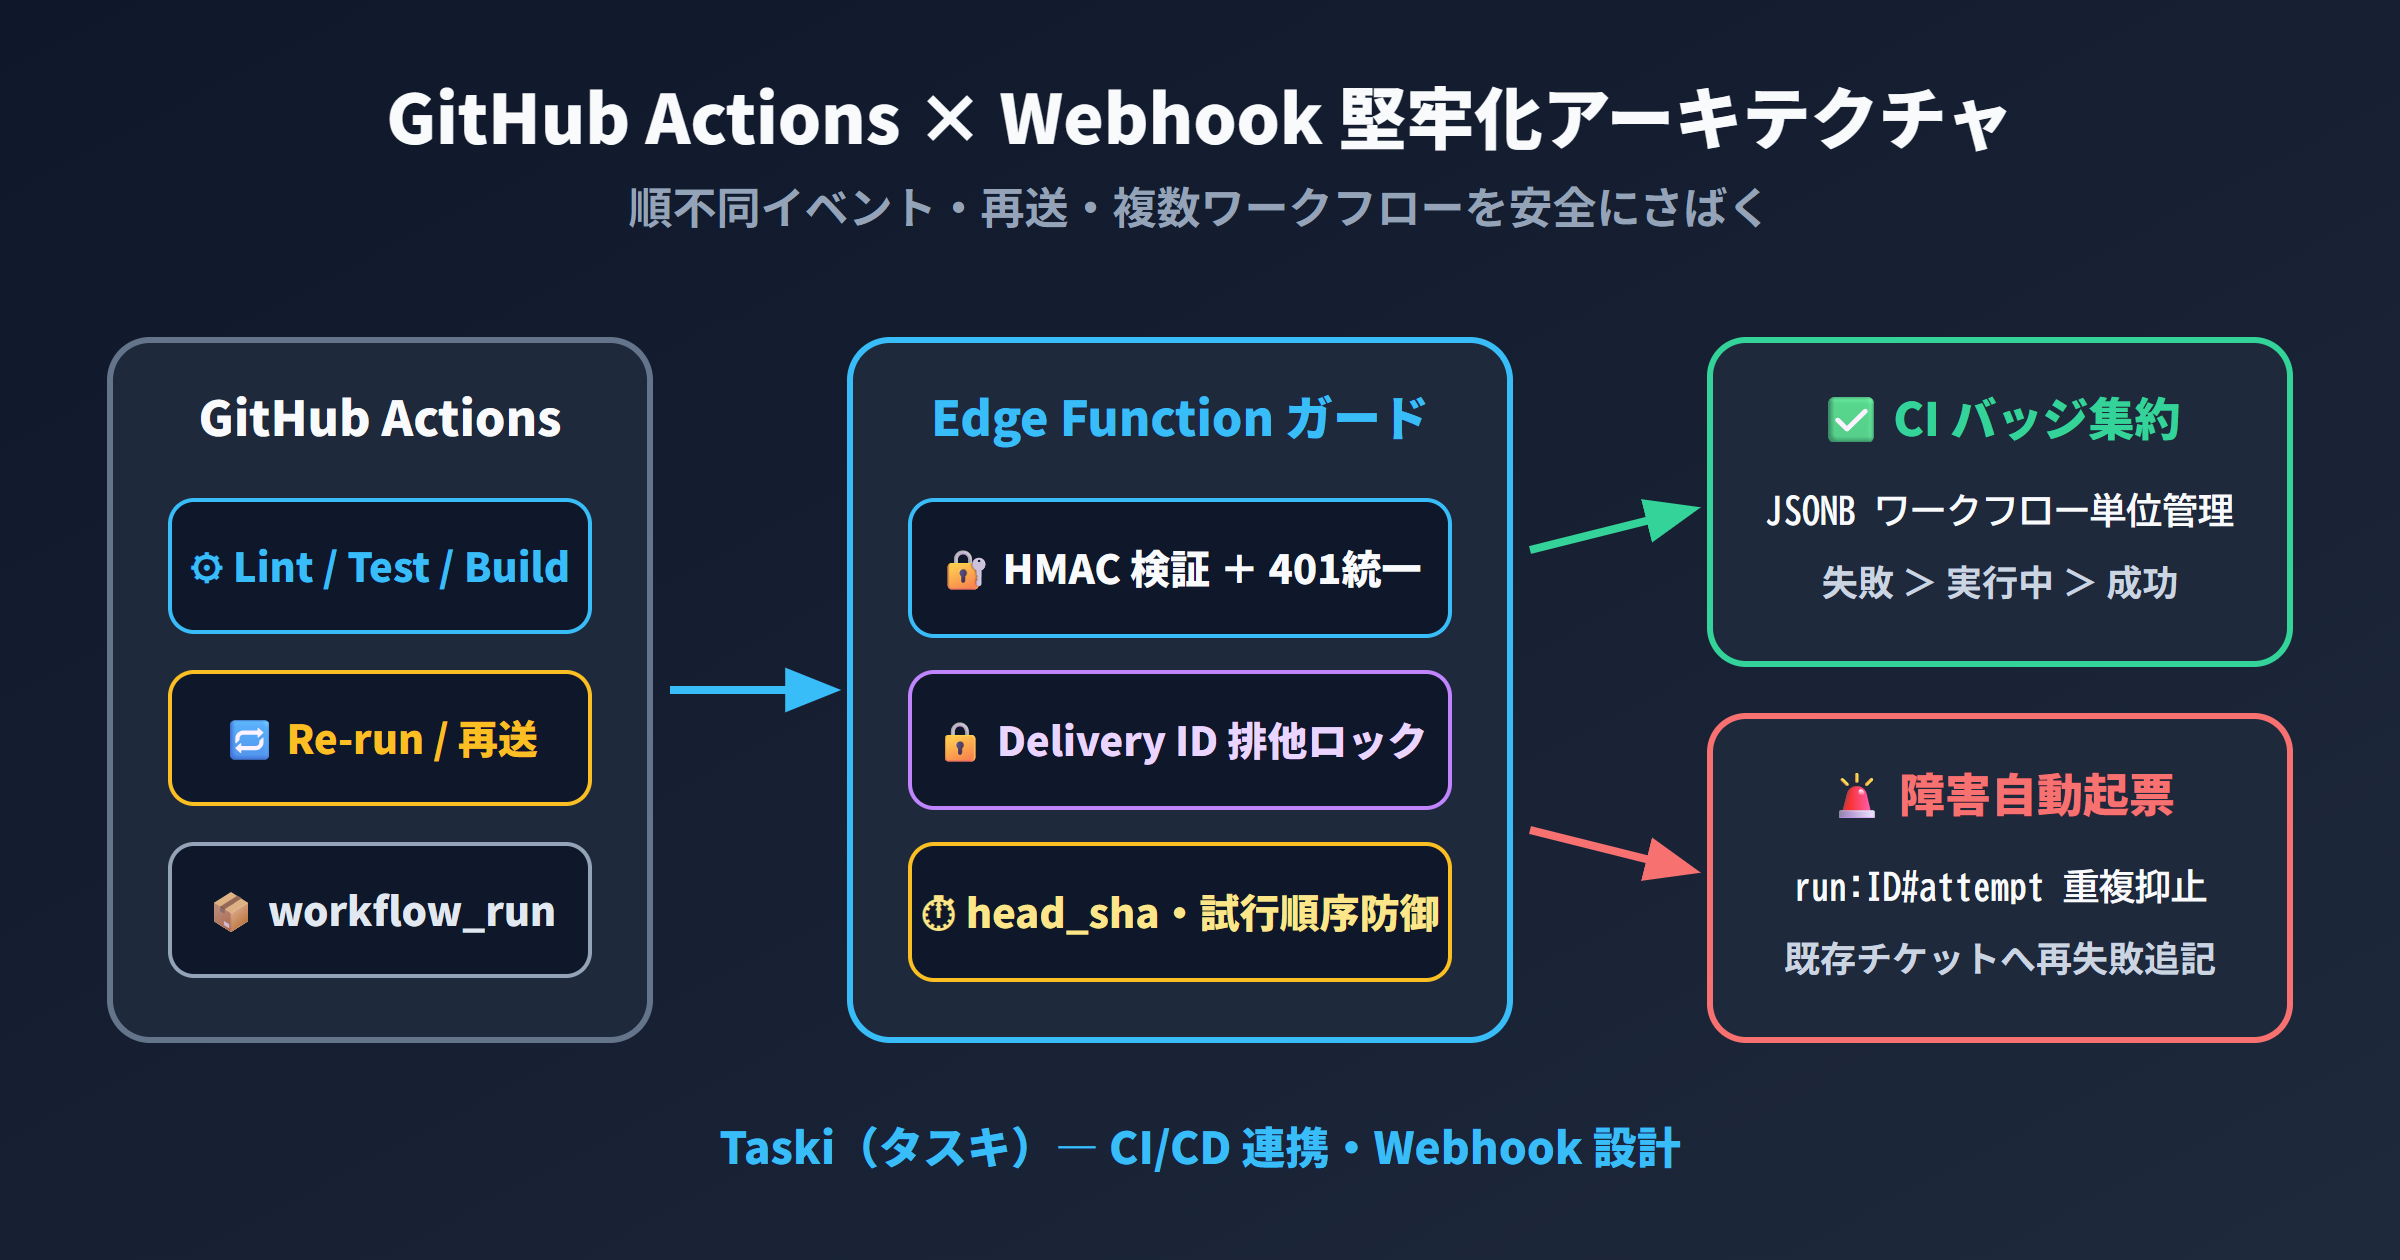 GitHub Actions × Webhook 堅牢化アーキテクチャ
順不同イベント・再送・複数ワークフローを安全にさばく
GitHub Actions
⚙ Lint / Test / Build
🔁 Re-run / 再送
📦 workflow_run
Edge Function ガード
🔐 HMAC 検証 ＋ 401統一
🔒 Delivery ID 排他ロック
⏱ head_sha・試行順序防御
✅ CI バッジ集約
JSONB ワークフロー単位管理
失敗 ＞ 実行中 ＞ 成功
🚨 障害自動起票
run:ID#attempt 重複抑止
既存チケットへ再失敗追記
Taski（タスキ）— CI/CD 連携・Webhook 設計